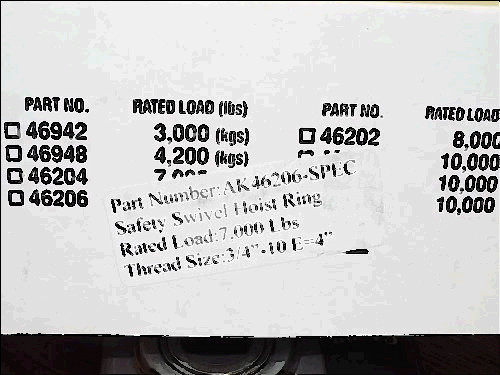 PART NO. RATED LOAD (lbs) PART NO. RATED LOAD
46942 3,000 (kgs) 46202 8,000
46948 4,200 (kgs) 10,000
46204 10,000
46206 10,000
Part Number:AK46206-SPEC
Safety Swivel Hoist Ring
Rated Load:7,000 Lbs
Thread Size:3/4"-10 E=4"